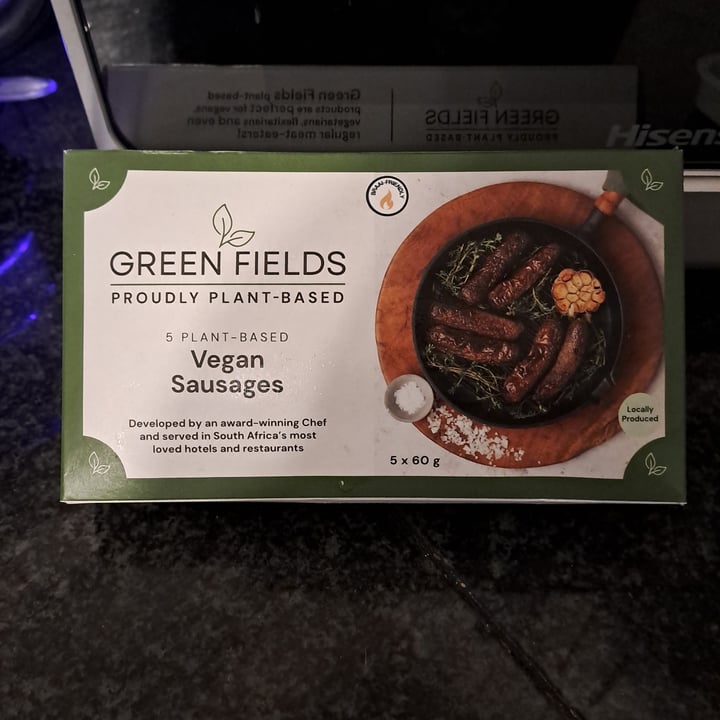 Green Fields plant-based
products are perfect for vegans,
vegetarians, flexitarians and even
regular meat-eaters!
GREEN FIELDS
PROUDLY PLANT-BASED
Hisens
BRAAI-FRIENDLY
GREEN FIELDS
PROUDLY PLANT-BASED
5 PLANT-BASED
Vegan
Sausages
Developed by an award-winning Chef
and served in South Africa's most
loved hotels and restaurants
5 x 60 g
Locally
Produced